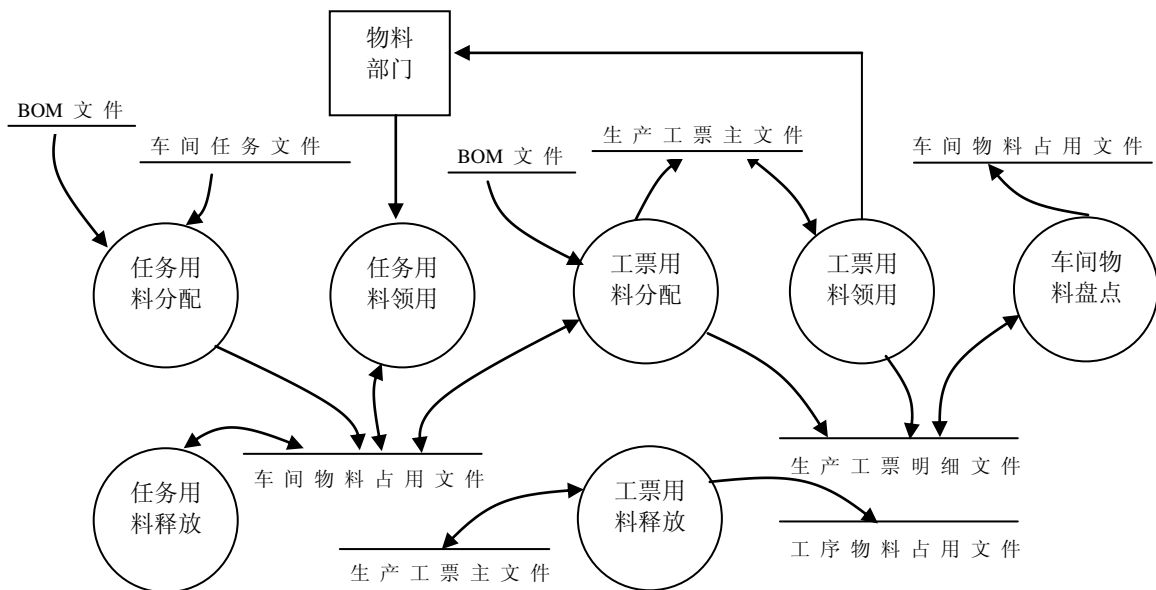 物料
部门
BOM 文件
车间任务文件
BOM 文件
生产工票主文件
车间物料占用文件
任务用
料分配
任务用
料领用
工票用
料分配
工票用
料领用
车间物
料盘点
任务用
料释放
车间物料占用文件
工票用
料释放
生产工票明细文件
工序物料占用文件
生产工票主文件